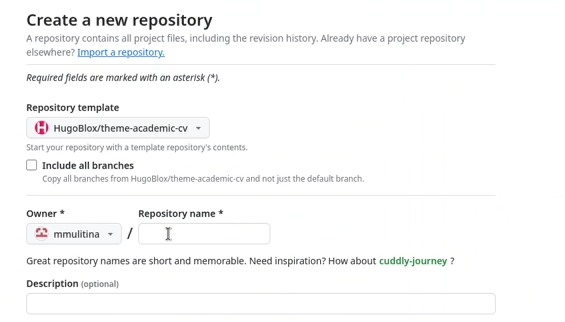 Create a new repository
A repository contains all project files, including the revision history. Already have a project repository
elsewhere? Import a repository.
Required fields are marked with an asterisk (*).
Repository template
HugoBlox/theme-academic-cv
Start your repository with a template repository's contents.
Include all branches
Copy all branches from HugoBlox/theme-academic-cv and not just the default branch.
Owner * Repository name *
mmulitina /
Great repository names are short and memorable. Need inspiration? How about cuddly-journey ?
Description (optional)